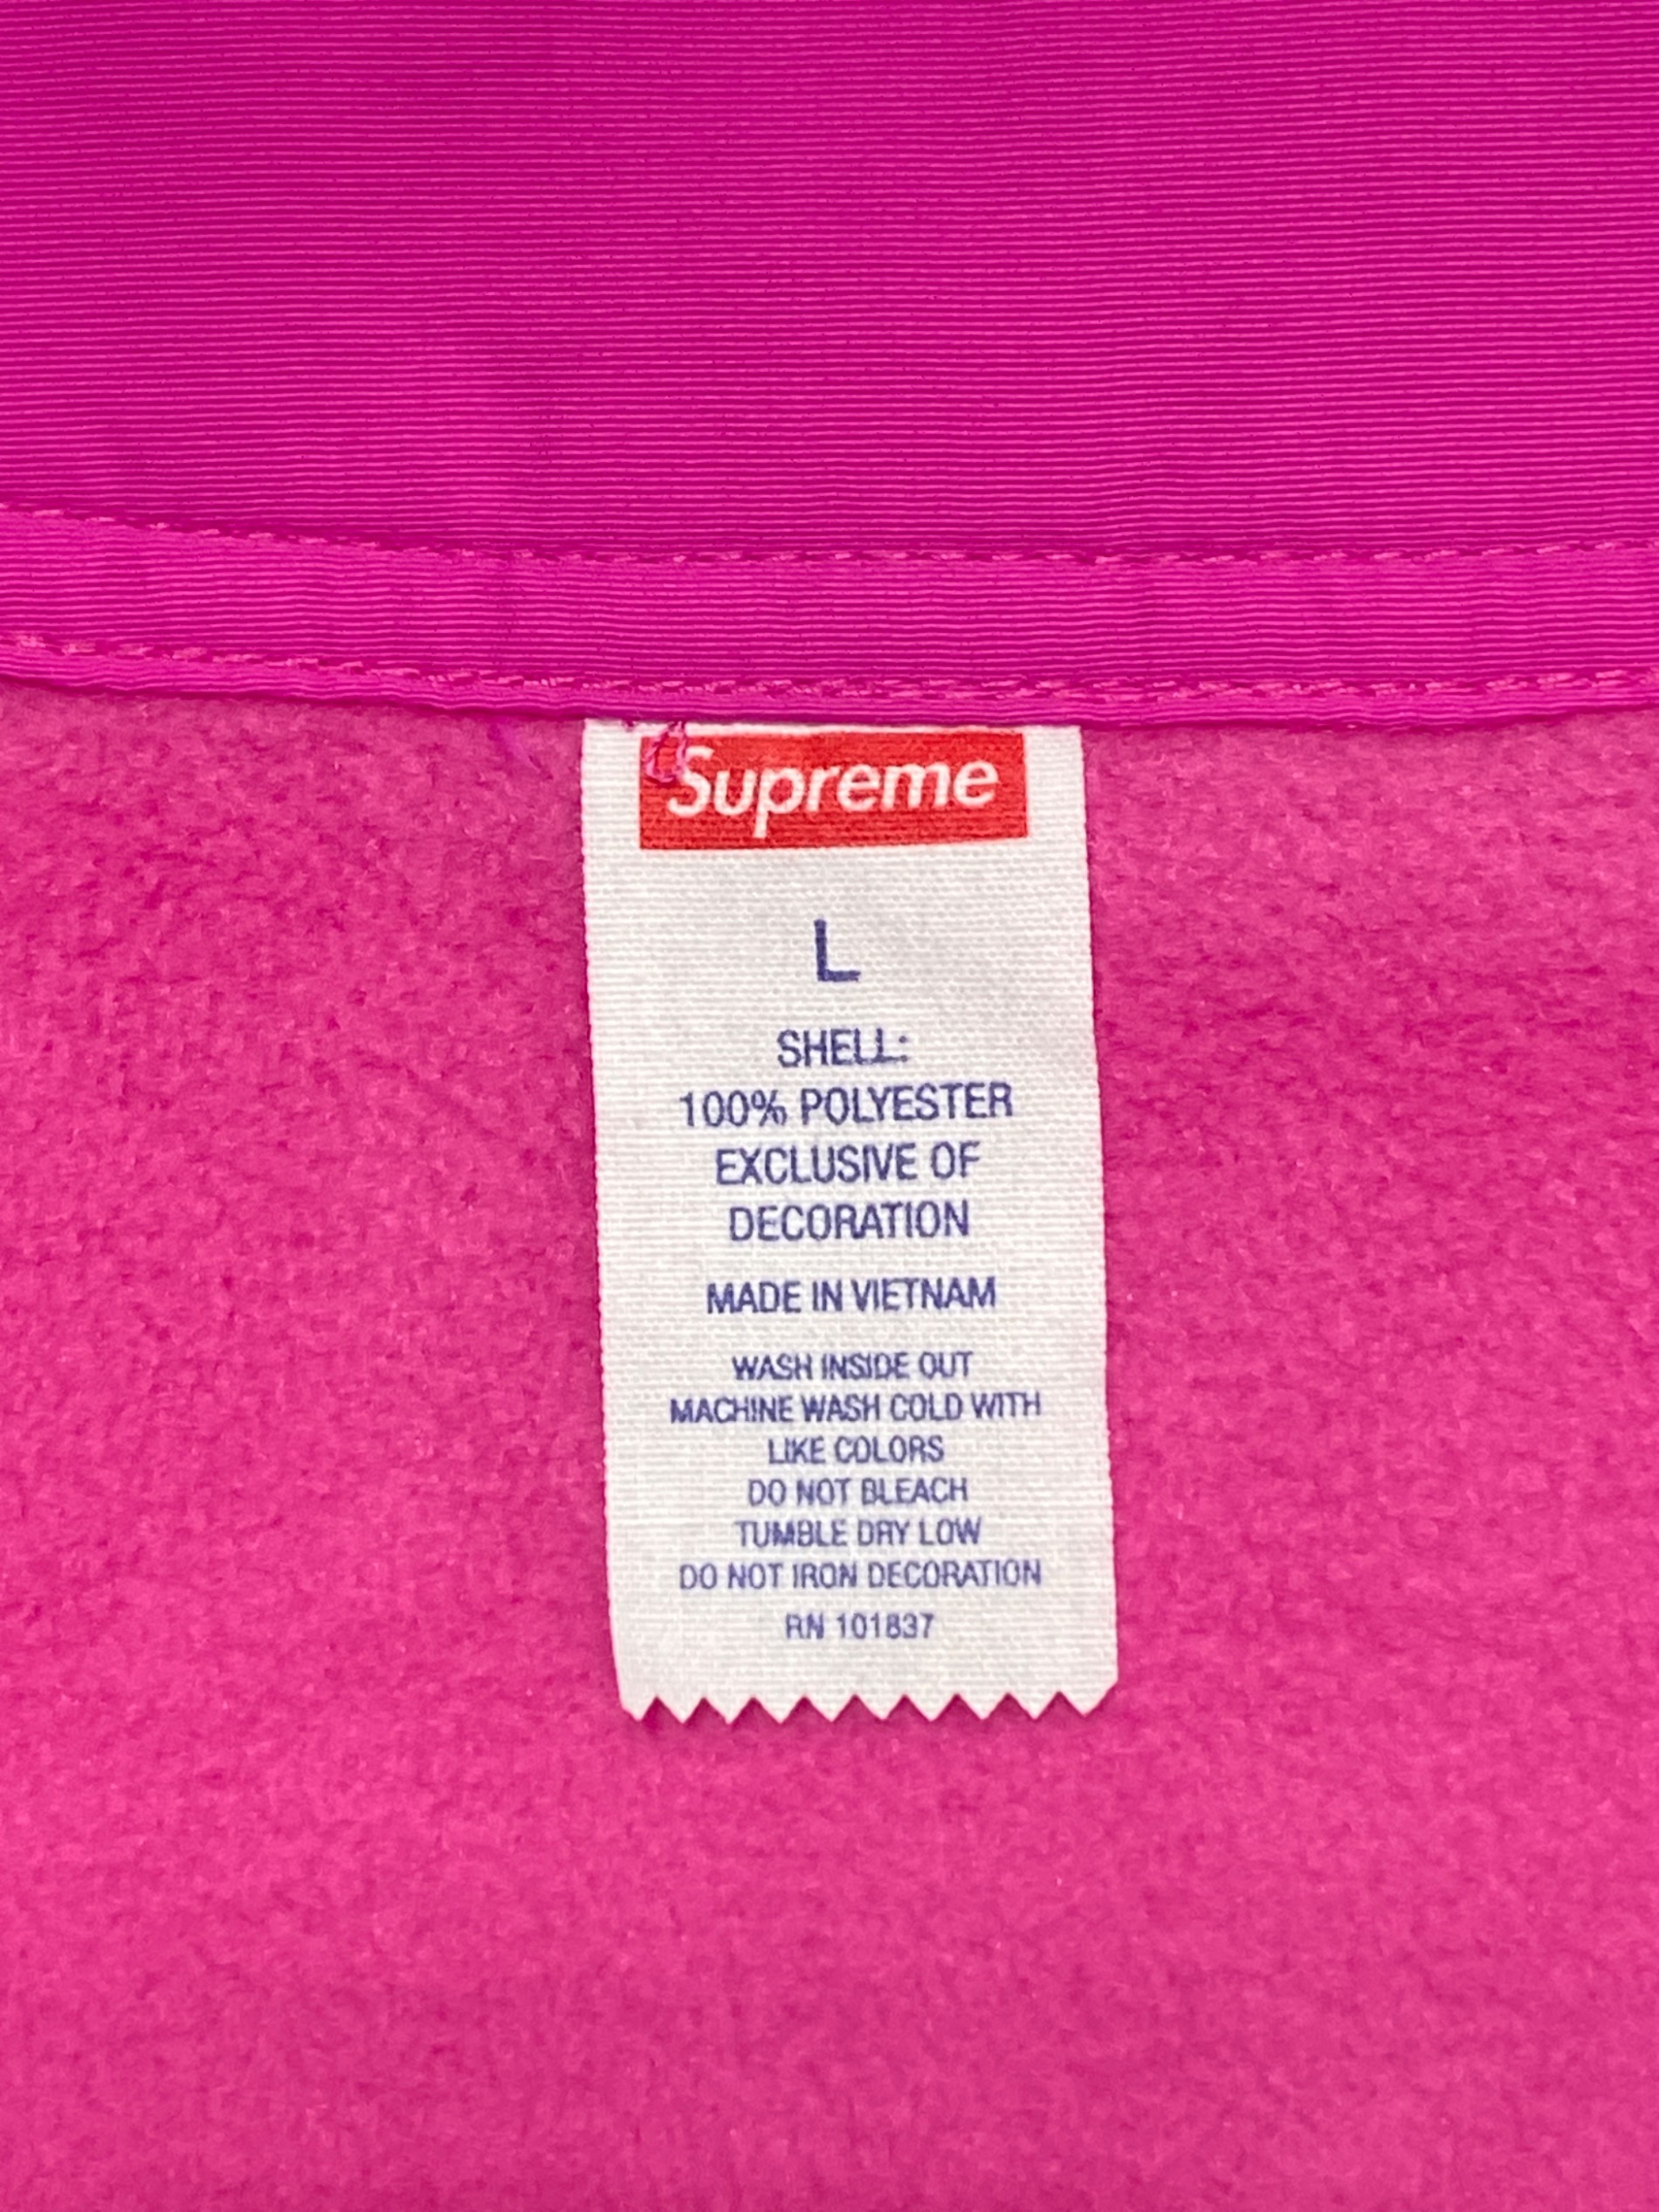 Supreme
L
SHELL:
100% POLYESTER
EXCLUSIVE OF
DECORATION
MADE IN VIETNAM
WASH INSIDE OUT
MACHINE WASH COLD WITH
LIKE COLORS
DO NOT BLEACH
TUMBLE DRY LOW
DO NOT IRON DECORATION
RN 101837